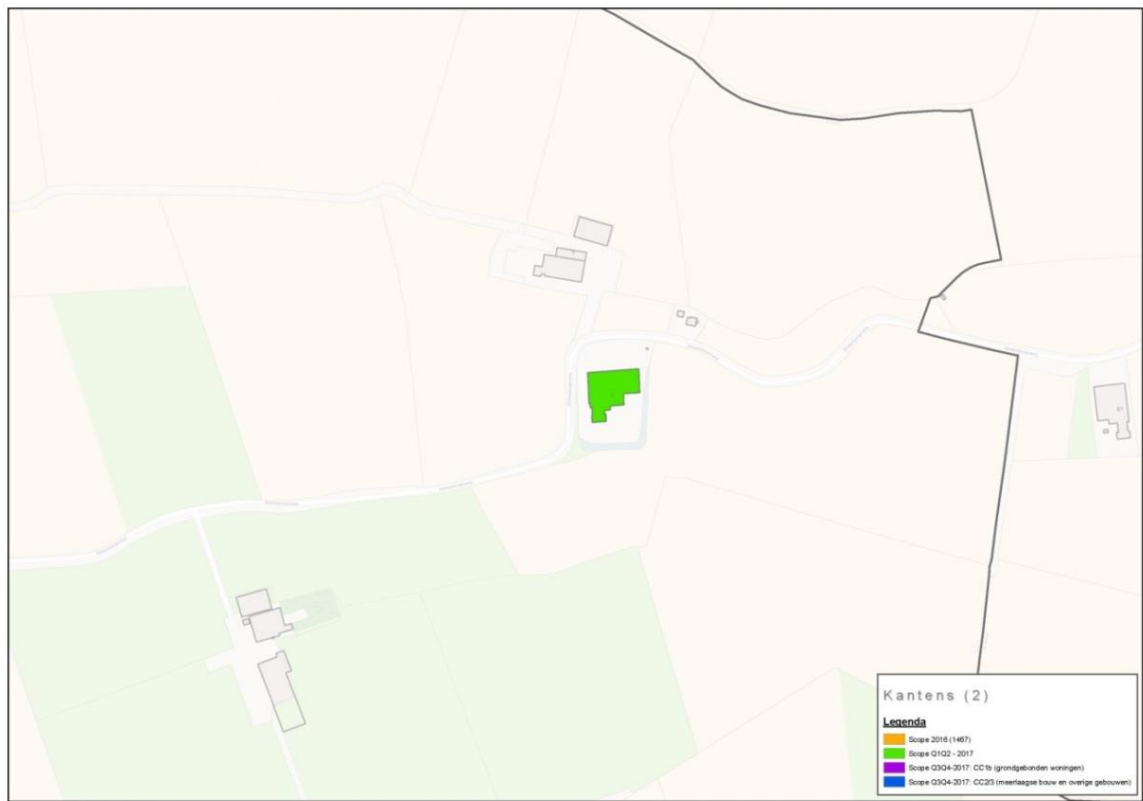 Kantens (2)
Legenda
Scope 2016 (1467)
Scope Q1Q2 - 2017
Scope Q3Q4-2017: CC1b (grondgebonden woningen)
Scope Q3Q4-2017: CC2/3 (meerlaagse bouw en overige gebouwen)